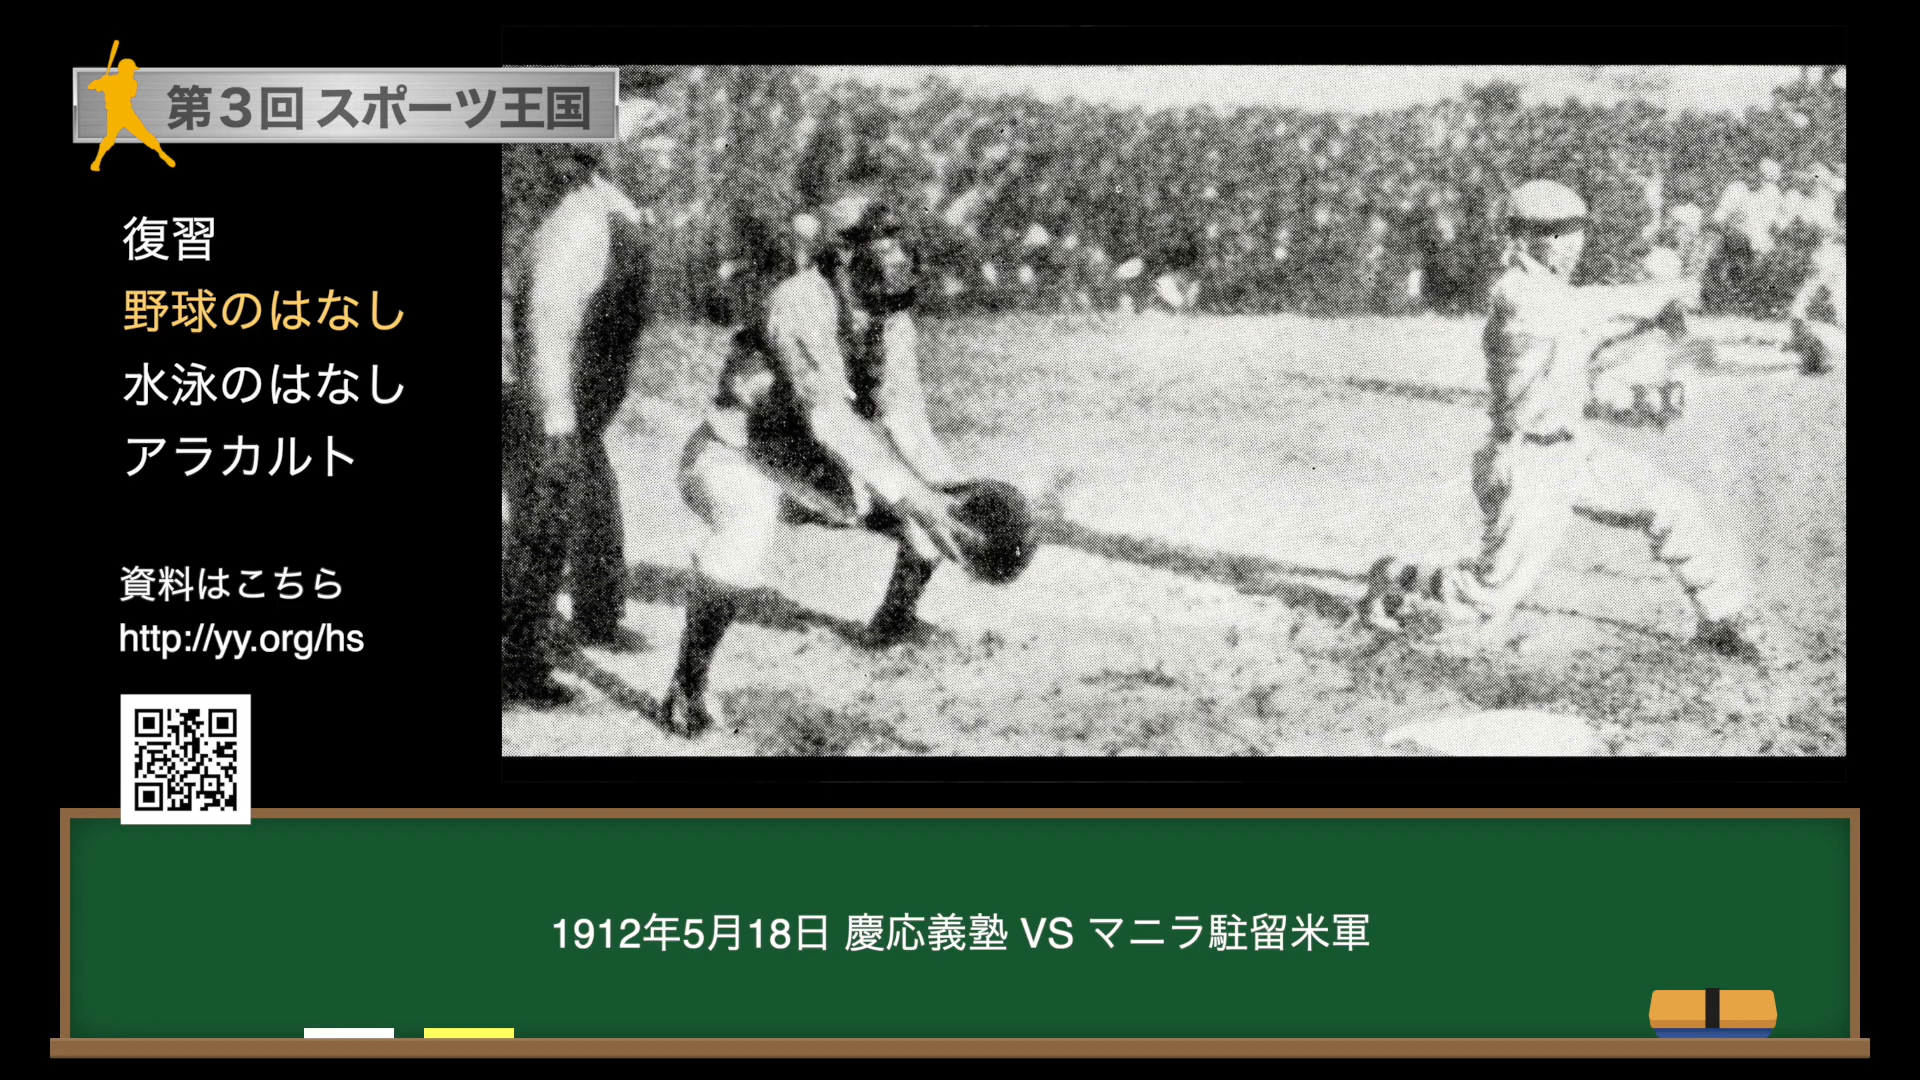 第3回 スポーツ王国
復習
野球のはなし
水泳のはなし
アラカルト
資料はこちら
http://yy.org/hs
1912年5月18日 慶応義塾 VS マニラ駐留米軍